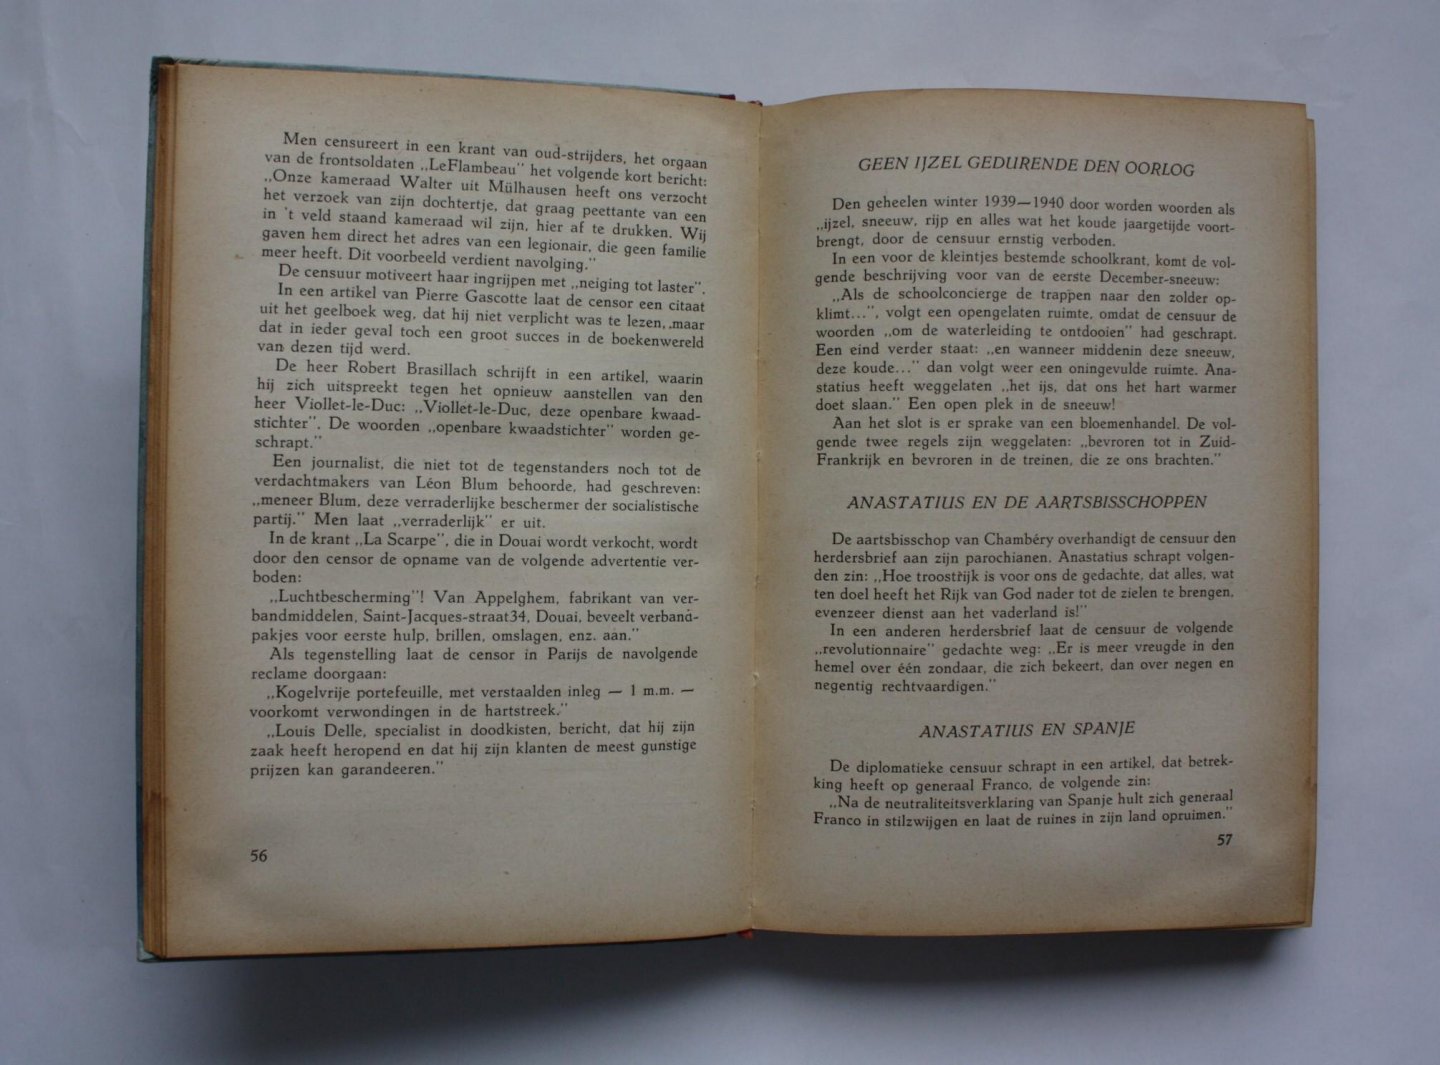 Men censureert in een krant van oud-strijders, het orgaan
van de frontsoldaten „LeFlambeau" het volgende kort bericht:
„Onze kameraad Walter uit Mülhausen heeft ons verzocht
het verzoek van zijn dochtertje, dat graag peettante van een
in 't veld staand kameraad wil zijn, hier af te drukken. Wij
gaven hem direct het adres van een legionair, die geen familie
meer heeft. Dit voorbeeld verdient navolging."
De censuur motiveert haar ingrijpen met „neiging tot laster".
In een artikel van Pierre Gascotte laat de censor een citaat
uit het geelboek weg, dat hij niet verplicht was te lezen, maar
dat in ieder geval toch een groot succes in de boekenwereld
van dezen tijd werd.
De heer Robert Brasillach schrijft in een artikel, waarin
hij zich uitspreekt tegen het opnieuw aanstellen van den
heer Viollet-le-Duc: „Viollet-le-Duc, deze openbare kwaad-
stichter". De woorden „openbare kwaadstichter" worden ge-
schrapt."
Een journalist, die niet tot de tegenstanders noch tot de
verdachtmakers van Léon Blum behoorde, had geschreven:
„meneer Blum, deze verraderlijke beschermer der socialistische
partij." Men laat „verraderlijk" er uit.
In de krant „La Scarpe", die in Douai wordt verkocht, wordt
door den censor de opname van de volgende advertentie ver-
boden:
„Luchtbescherming"! Van Appelghem, fabrikant van ver-
bandmiddelen, Saint-Jacques-straat34, Douai, beveelt verband-
pakjes voor eerste hulp, brillen, omslagen, enz. aan."
Als tegenstelling laat de censor in Parijs de navolgende
reclame doorgaan:
„Kogelvrije portefeuille, met verstaalden inleg — 1 m.m. —
voorkomt verwondingen in de hartstreek."
„Louis Delle, specialist in doodkisten, bericht, dat hij zijn
zaak heeft heropend en dat hij zijn klanten de meest gunstige
prijzen kan garandeeren."
56
GEEN IJZEL GEDURENDE DEN OORLOG
Den geheelen winter 1939—1940 door worden woorden als
„ijzel, sneeuw, rijp en alles wat het koude jaargetijde voort-
brengt, door de censuur ernstig verboden.
In een voor de kleintjes bestemde schoolkrant, komt de vol-
gende beschrijving voor van de eerste December-sneeuw:
„Als de schoolconcierge de trappen naar den zolder op-
klimt...", volgt een opengelaten ruimte, omdat de censuur de
woorden „om de waterleiding te ontdooien" had geschrapt.
Een eind verder staat: „en wanneer middenin deze sneeuw,
deze koude..." dan volgt weer een oningevulde ruimte. Ana-
statius heeft weggelaten „het ijs, dat ons het hart warmer
doet slaan." Een open plek in de sneeuw!
Aan het slot is er sprake van een bloemenhandel. De vol-
gende twee regels zijn weggelaten: „bevroren tot in Zuid-
Frankrijk en bevroren in de treinen, die ze ons brachten."
ANASTATIUS EN DE AARTSBISSCHOPPEN
De aartsbisschop van Chambéry overhandigt de censuur den
herdersbrief aan zijn parochianen. Anastatius schrapt volgen-
den zin: „Hoe troostrijk is voor ons de gedachte, dat alles, wat
ten doel heeft het Rijk van God nader tot de zielen te brengen,
evenzeer dienst aan het vaderland is!"
In een anderen herdersbrief laat de censuur de volgende
„revolutionnaire" gedachte weg: „Er is meer vreugde in den
hemel over één zondaar, die zich bekeert, dan over negen en
negentig rechtvaardigen."
ANASTATIUS EN SPANJE
De diplomatieke censuur schrapt in een artikel, dat betrek-
king heeft op generaal Franco, de volgende zin:
„Na de neutraliteitsverklaring van Spanje hult zich generaal
Franco in stilzwijgen en laat de ruines in zijn land opruimen."
57